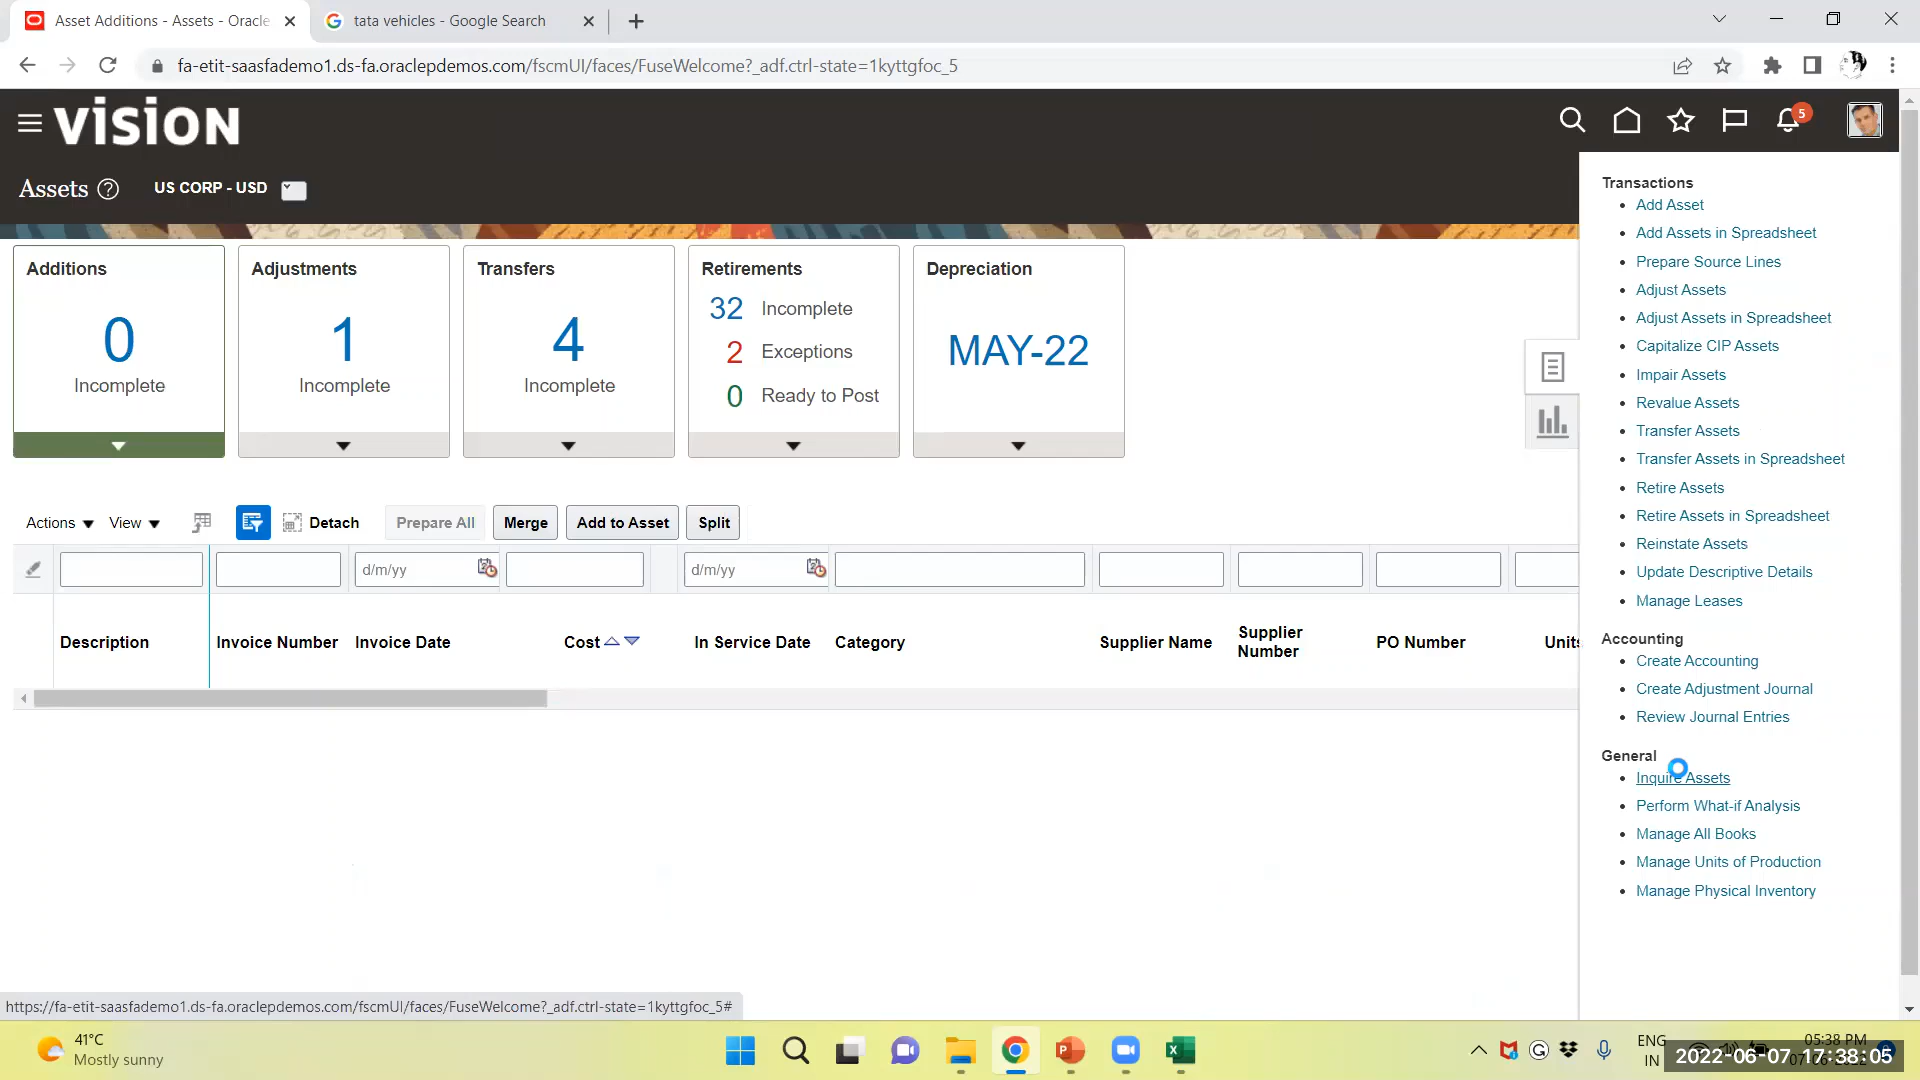 Asset Additions - Assets - Oracle
tata vehicles - Google Search
fa-etit-saasfademo1.ds-fa.oraclepdemos.com/fscmUI/faces/FuseWelcome?_adf.ctrl-state=1kyttgfoc_5
vision
5
Assets
US CORP - USD
Additions
0
Incomplete
Adjustments
1
Incomplete
Transfers
4
Incomplete
Retirements
32 Incomplete
2 Exceptions
0 Ready to Post
Depreciation
MAY-22
Actions
View
Detach
Prepare All
Merge
Add to Asset
Split
d/m/yy
d/m/yy
Description
Invoice Number
Invoice Date
Cost
In Service Date
Category
Supplier Name
Supplier Number
PO Number
Units
Transactions
Add Asset
Add Assets in Spreadsheet
Prepare Source Lines
Adjust Assets
Adjust Assets in Spreadsheet
Capitalize CIP Assets
Impair Assets
Revalue Assets
Transfer Assets
Transfer Assets in Spreadsheet
Retire Assets
Retire Assets in Spreadsheet
Reinstate Assets
Update Descriptive Details
Manage Leases
Accounting
Create Accounting
Create Adjustment Journal
Review Journal Entries
General
Inquire Assets
Perform What-if Analysis
Manage All Books
Manage Units of Production
Manage Physical Inventory
https://fa-etit-saasfademo1.ds-fa.oraclepdemos.com/fscmUI/faces/FuseWelcome?_adf.ctrl-state=1kyttgfoc_5#
41°C
Mostly sunny
ENG
IN
05:38 PM
2022-06-07 17:38:05